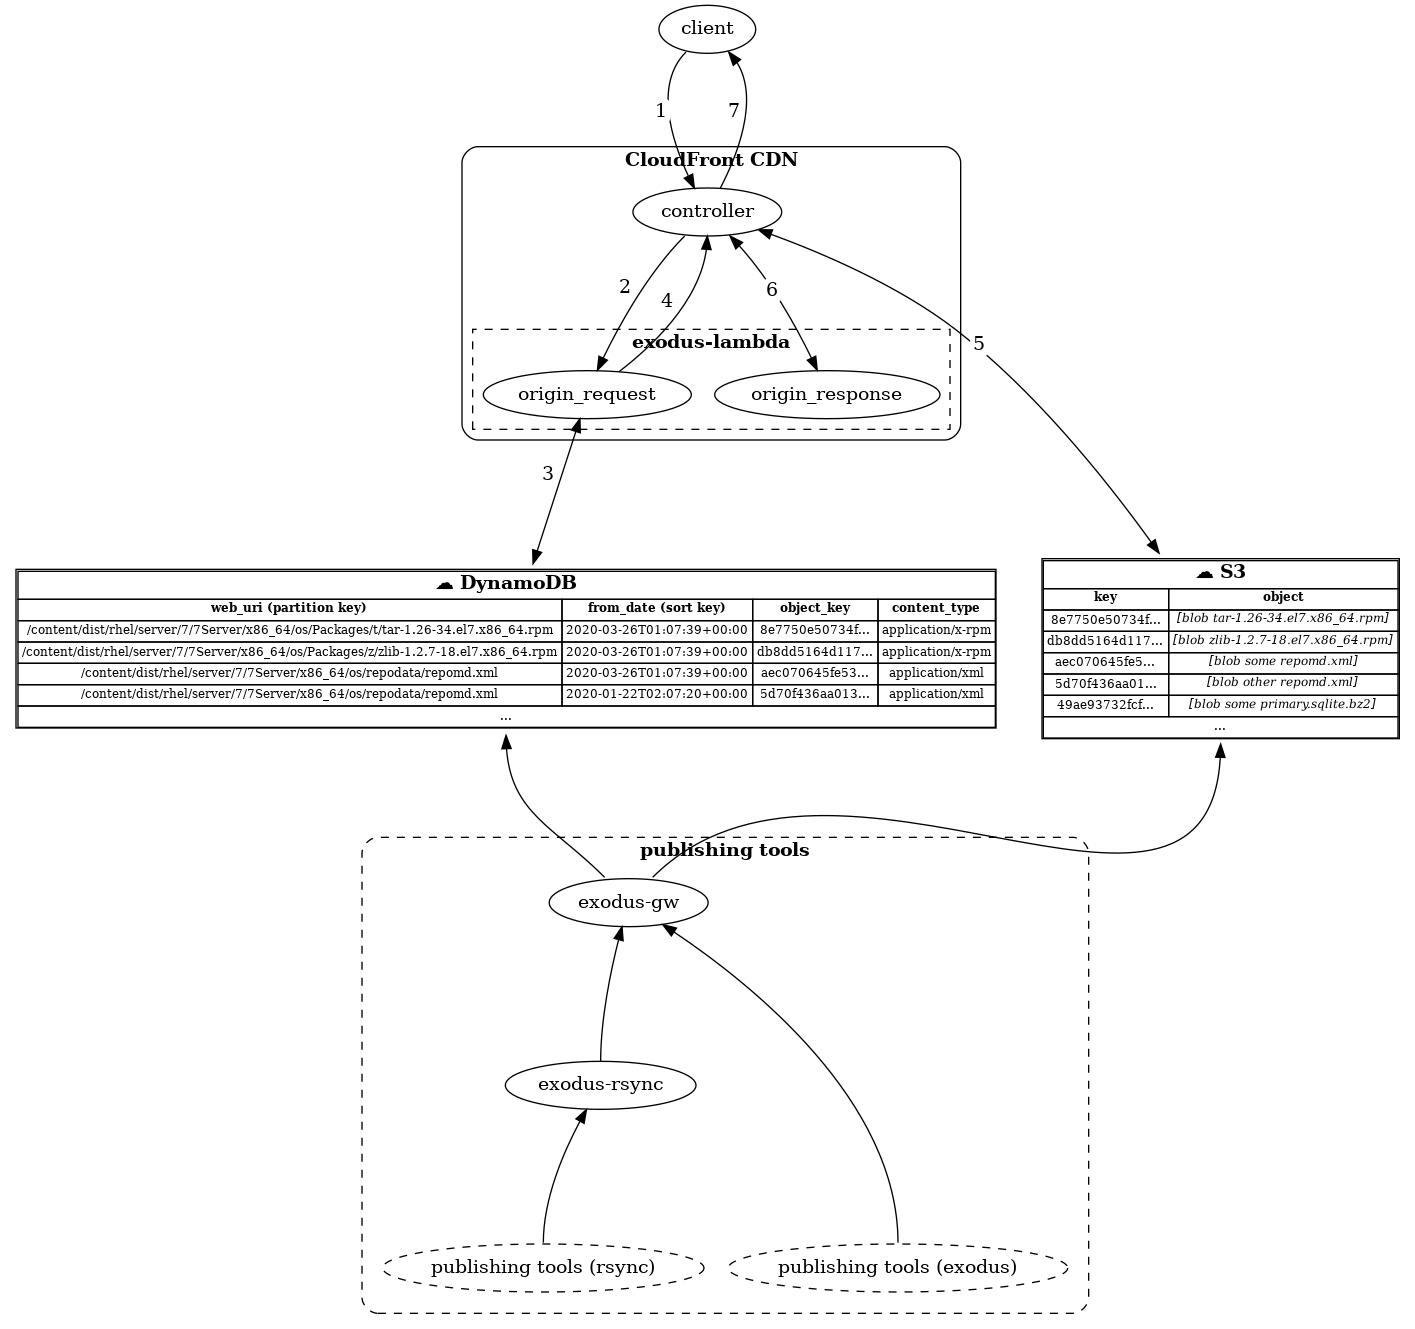 client
1
7
CloudFront CDN
controller
2
4
6
5
exodus-lambda
origin_request
origin_response
3
☁ DynamoDB
web_uri (partition key) from_date (sort key) object_key content_type
/content/dist/rhel/server/7/7Server/x86_64/os/Packages/t/tar-1.26-34.el7.x86_64.rpm 2020-03-26T01:07:39+00:00 8e7750e50734f... application/x-rpm
/content/dist/rhel/server/7/7Server/x86_64/os/Packages/z/zlib-1.2.7-18.el7.x86_64.rpm 2020-03-26T01:07:39+00:00 db8dd5164d117... application/x-rpm
/content/dist/rhel/server/7/7Server/x86_64/os/repodata/repomd.xml 2020-03-26T01:07:39+00:00 aec070645fe53... application/xml
/content/dist/rhel/server/7/7Server/x86_64/os/repodata/repomd.xml 2020-01-22T02:07:20+00:00 5d70f436aa013... application/xml
...
☁ S3
key object
8e7750e50734f... [blob tar-1.26-34.el7.x86_64.rpm]
db8dd5164d117... [blob zlib-1.2.7-18.el7.x86_64.rpm]
aec070645fe5... [blob some repomd.xml]
5d70f436aa01... [blob other repomd.xml]
49ae93732fcf... [blob some primary.sqlite.bz2]
...
publishing tools
exodus-gw
exodus-rsync
publishing tools (rsync)
publishing tools (exodus)